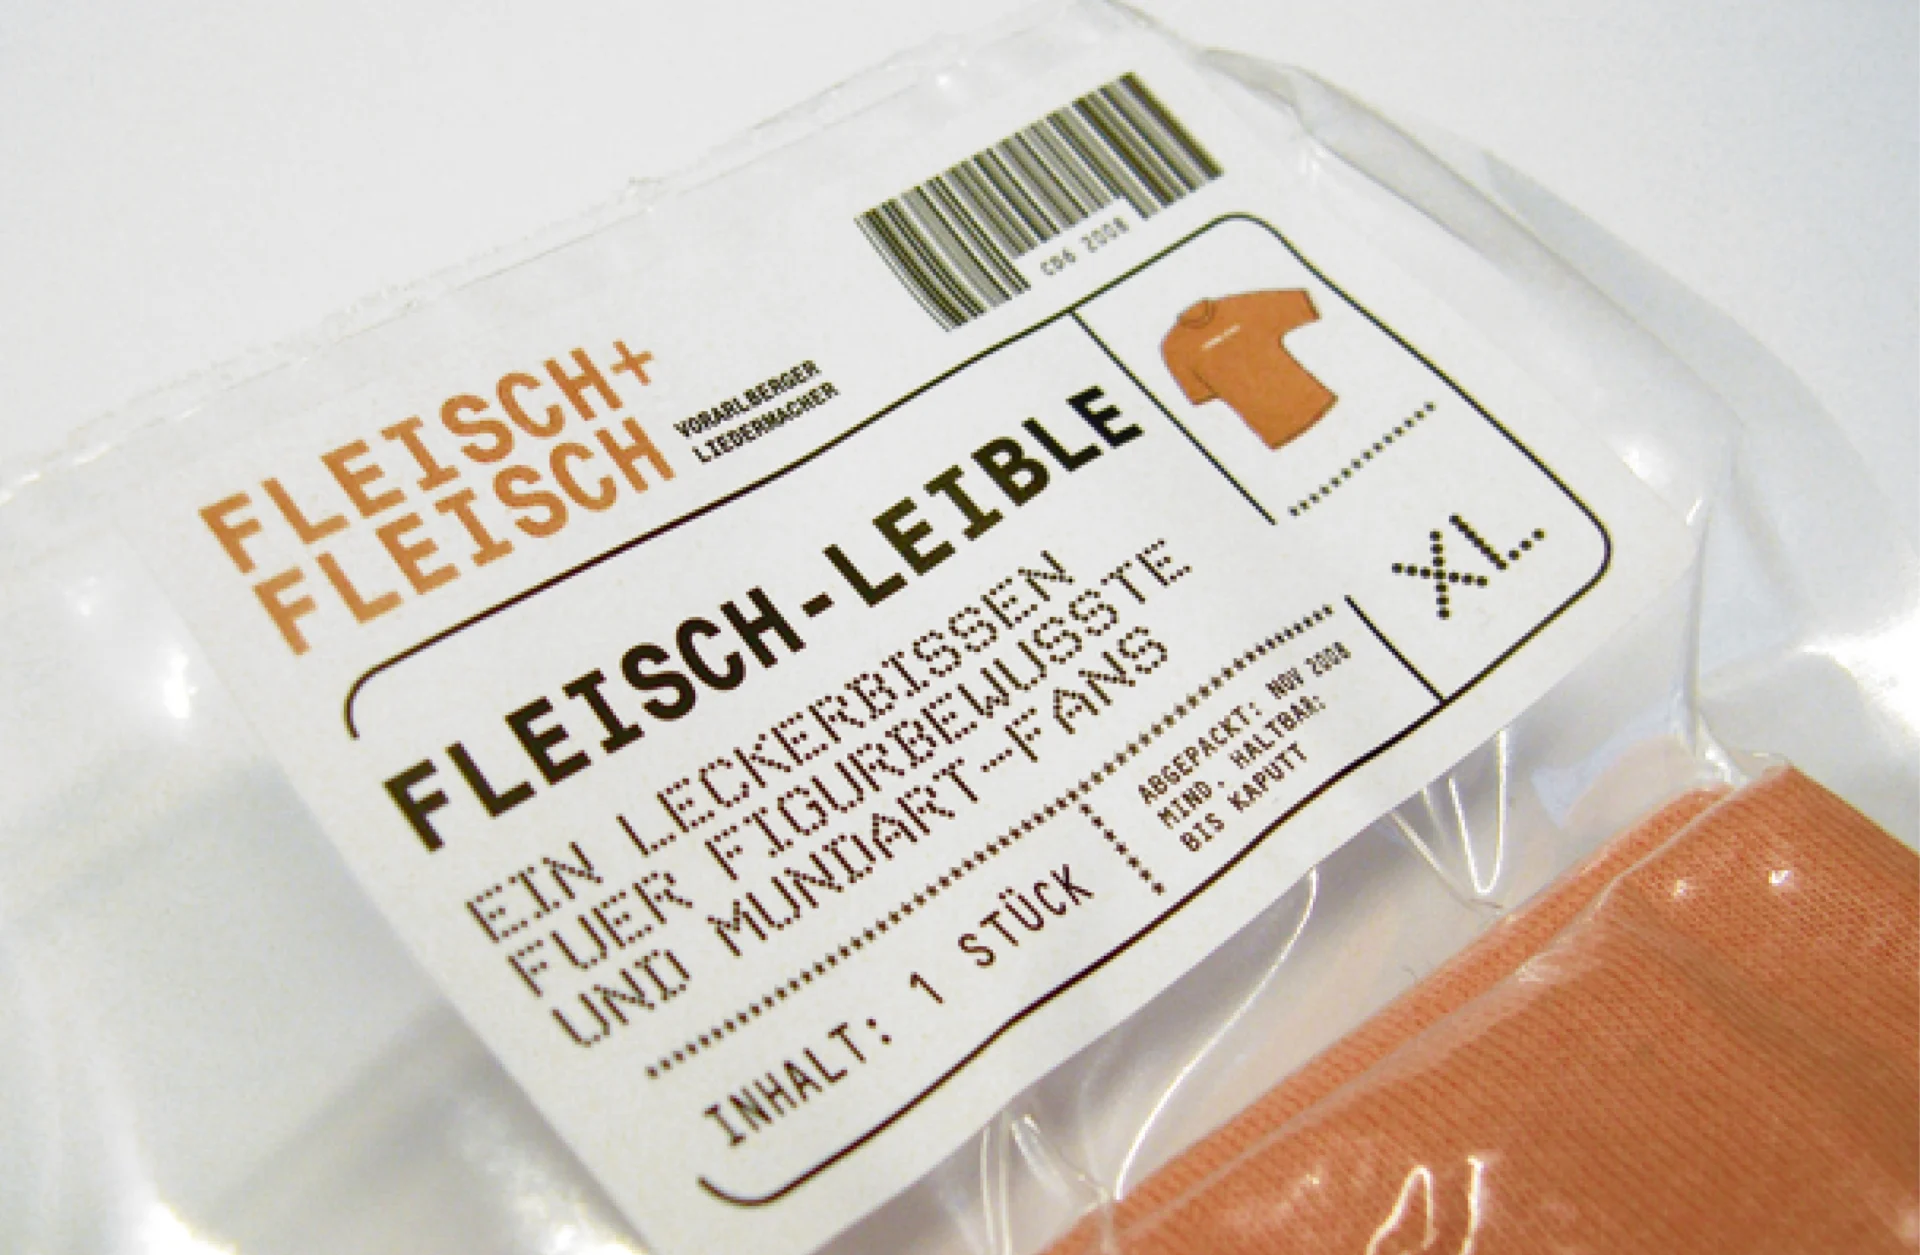 CD6 2008
FLEISCH+
FLEISCH
VORARLBERGER
LIEDERMACHER
FLEISCH-LEIBLE
EIN LECKERBISSEN
FUER FIGURBEWUSSTE
UND MUNDART-FANS
XL
INHALT: 1 STÜCK
ABGEPACKT: NOV 2008
MIND. HALTBAR:
BIS KAPUTT